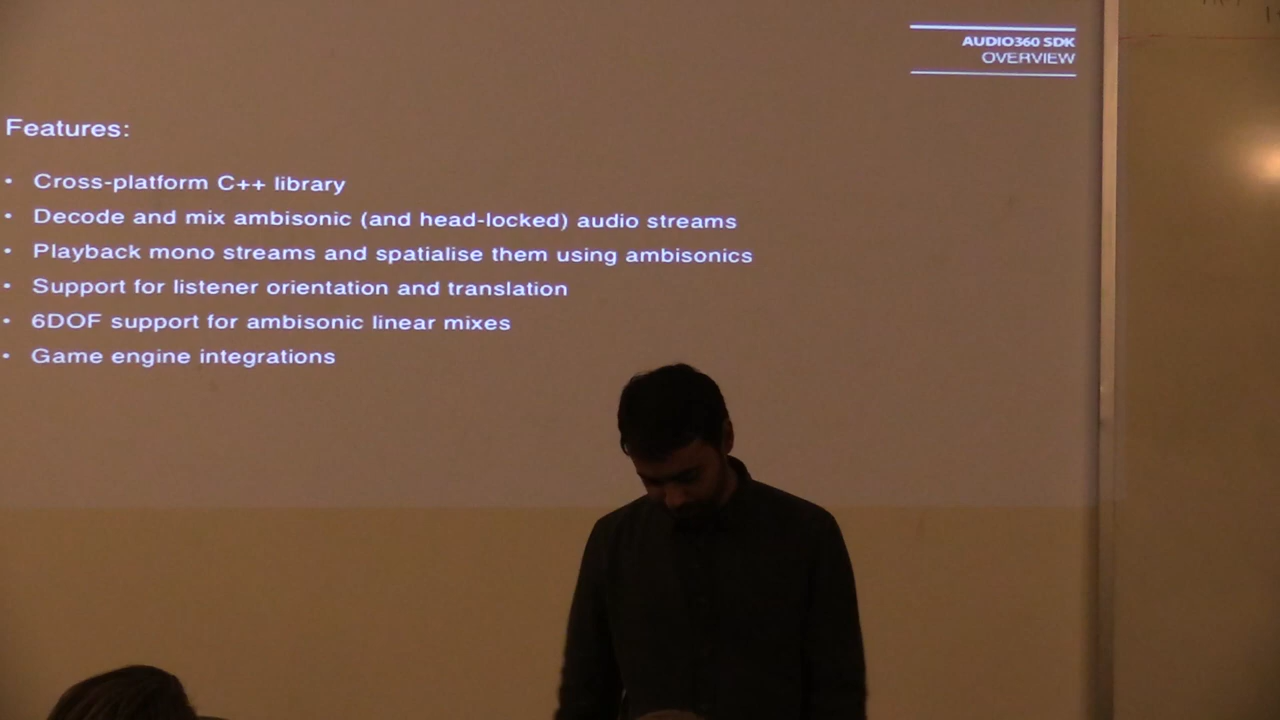 AUDIO360 SDK
OVERVIEW
Features:
• Cross-platform C++ library
• Decode and mix ambisonic (and head-locked) audio streams
• Playback mono streams and spatialise them using ambisonics
• Support for listener orientation and translation
• 6DOF support for ambisonic linear mixes
• Game engine integrations